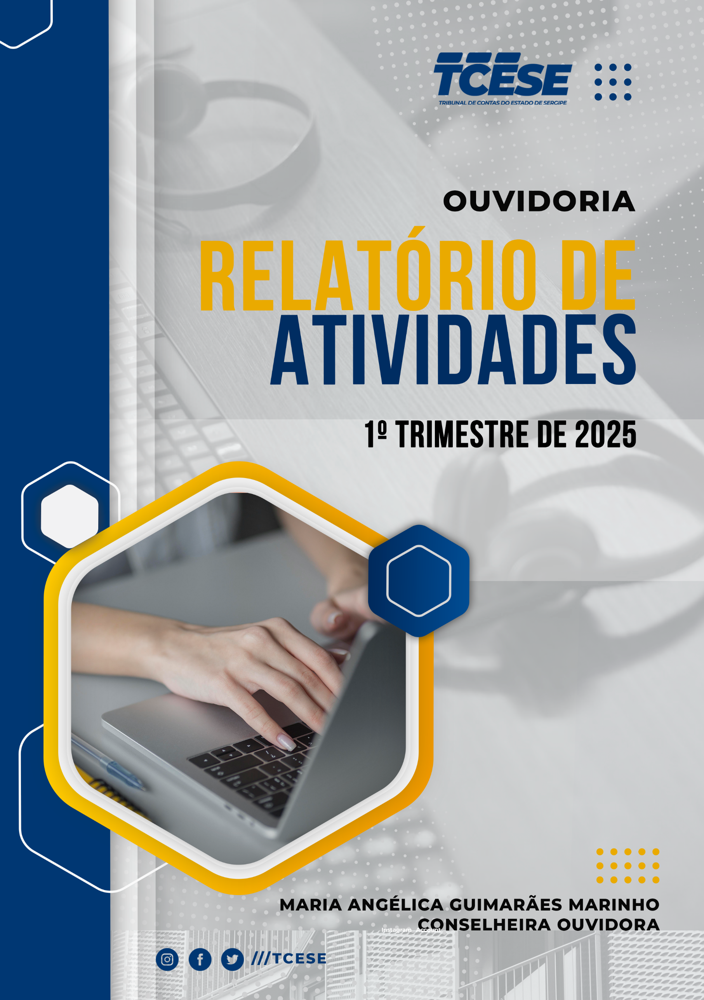 TCESE
TRIBUNAL DE CONTAS DO ESTADO DE SERGIPE
OUVIDORIA
RELATÓRIO DE
ATIVIDADES
1º TRIMESTRE DE 2025
MARIA ANGÉLICA GUIMARÃES MARINHO
CONSELHEIRA OUVIDORA
Instagram_Account
///TCESE